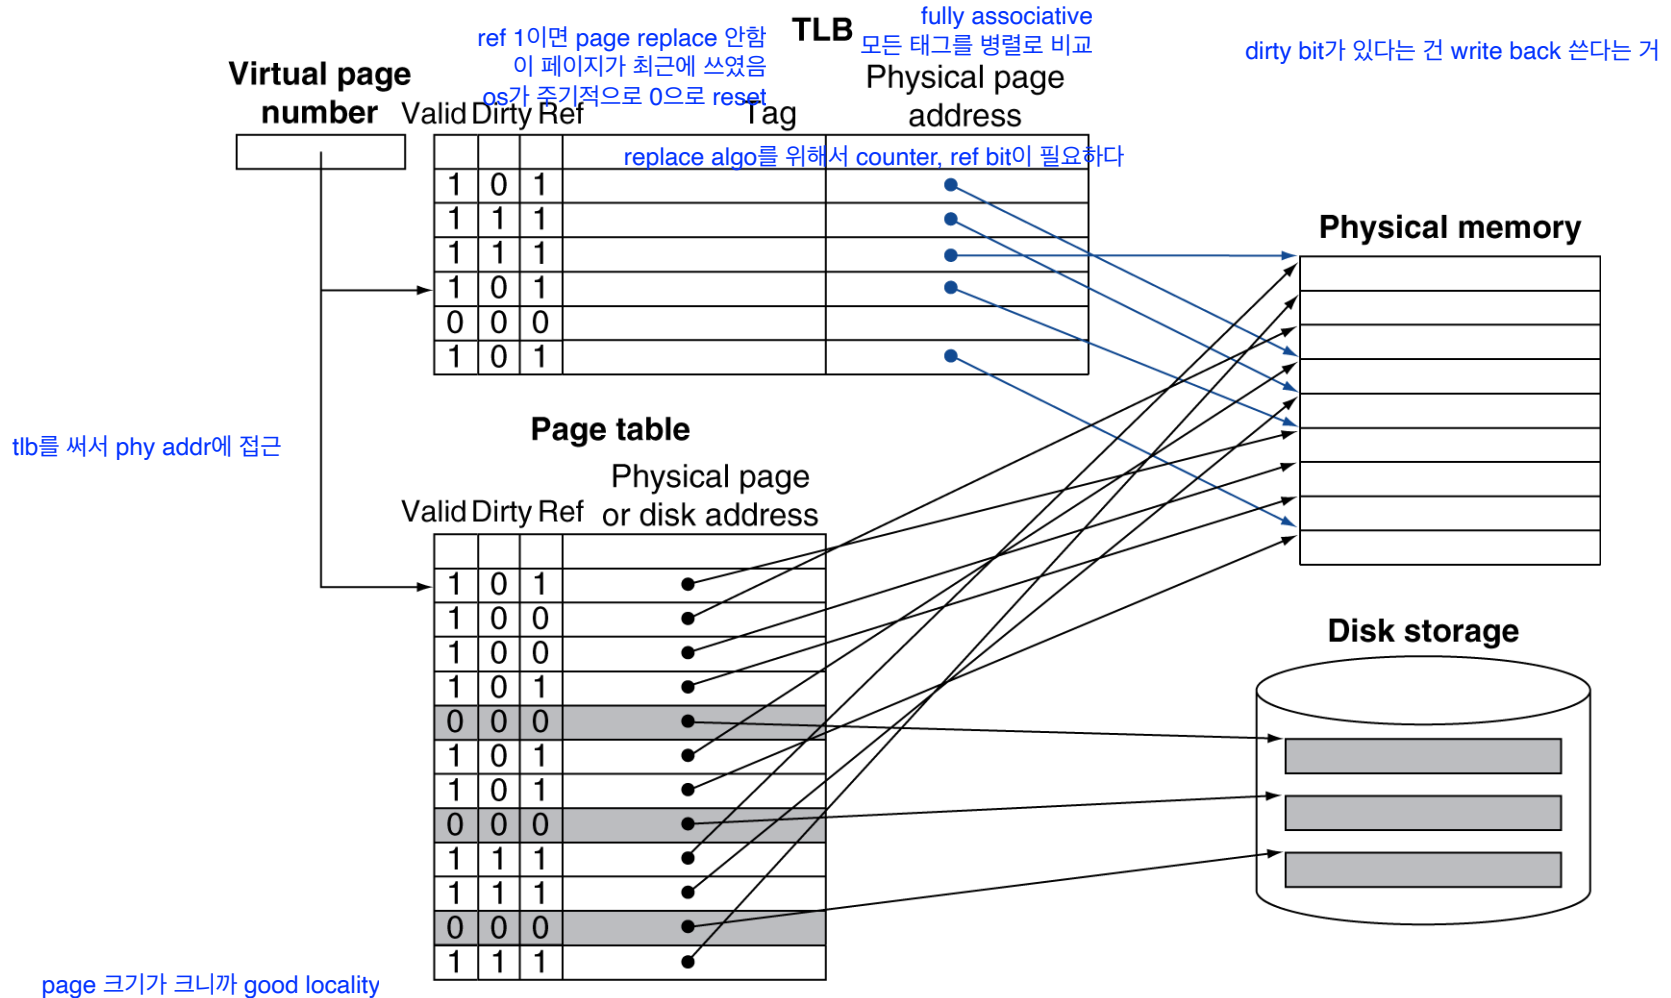 TLB
fully associative
모든 태그를 병렬로 비교
ref 1이면 page replace 안함
이 페이지가 최근에 쓰였음
os가 주기적으로 0으로 reset
dirty bit가 있다는 건 write back 쓴다는 거
Virtual page
number
Valid Dirty Ref
Tag
Physical page
address
replace algo를 위해서 counter, ref bit이 필요하다
1 0 1
1 1 1
1 1 1
1 0 1
0 0 0
1 0 1
Physical memory
tlb를 써서 phy addr에 접근
Page table
Physical page
or disk address
Valid Dirty Ref
1 0 1
1 0 0
1 0 0
1 0 1
0 0 0
1 0 1
1 0 1
0 0 0
1 1 1
1 1 1
0 0 0
1 1 1
Disk storage
page 크기가 크니까 good locality